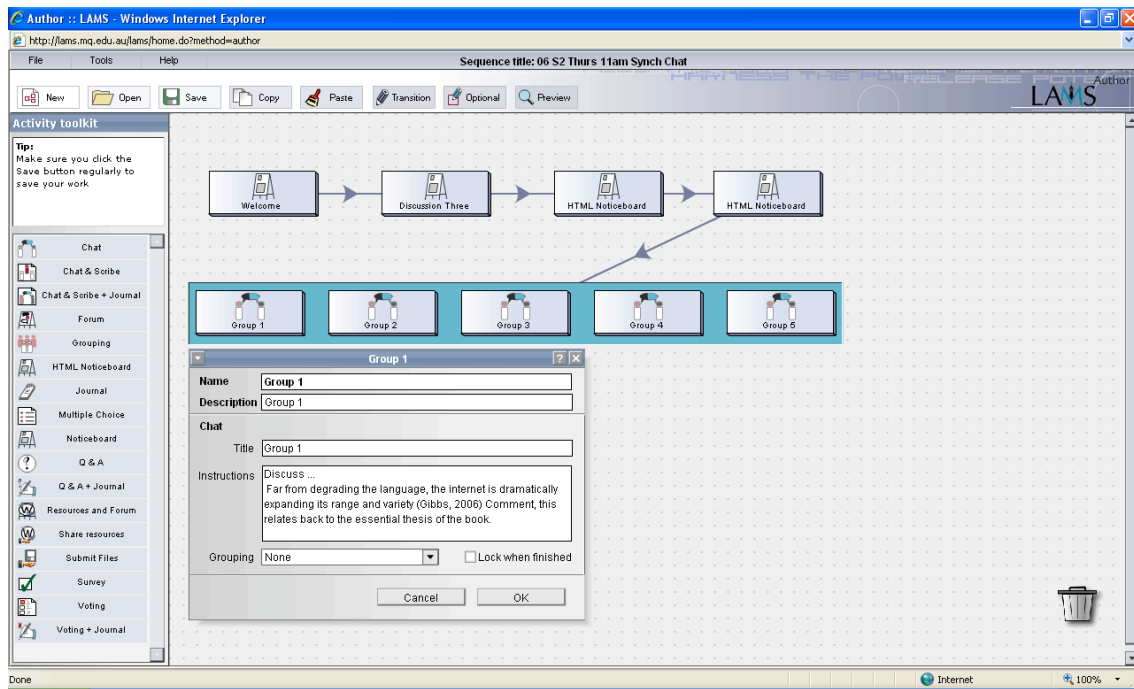 Author :: LAMS - Windows Internet Explorer
http://lams.mq.edu.au/lams/home.do?method=author
File Tools Help Sequence title: 06 S2 Thurs 11am Synch Chat
HARNESS THE POWER RELEASE POTENTIAL
New Open Save Copy Paste Transition Optional Preview
Author
LAMS
Activity toolkit
Tip:
Make sure you click the
Save button regularly to
save your work
Chat
Chat & Scribe
Chat & Scribe + Journal
Forum
Grouping
HTML Noticeboard
Journal
Multiple Choice
Noticeboard
Q & A
Q & A + Journal
Resources and Forum
Share resources
Submit Files
Survey
Voting
Voting + Journal
Welcome
Discussion Three
HTML Noticeboard
HTML Noticeboard
Group 1
Group 2
Group 3
Group 4
Group 5
Group 1
Name Group 1
Description Group 1
Chat
Title Group 1
Instructions Discuss ...
Far from degrading the language, the internet is dramatically
expanding its range and variety (Gibbs, 2006) Comment, this
relates back to the essential thesis of the book.
Grouping None Lock when finished
Cancel OK
Done Internet 100%